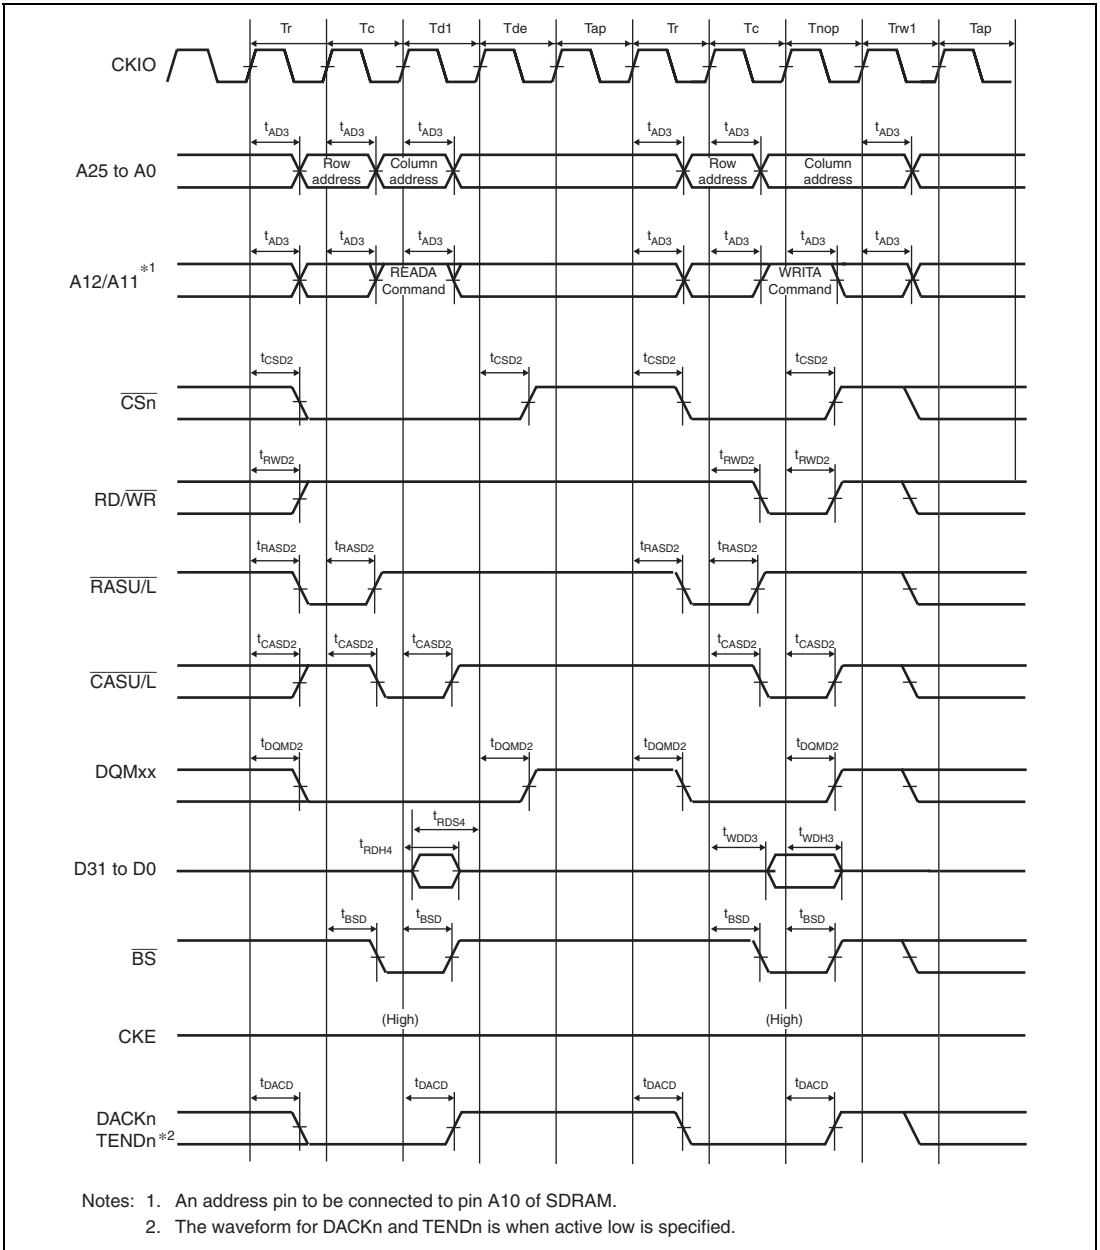 Tr Tc Td1 Tde Tap Tr Tc Tnop Trw1 Tap
CKIO
tAD3 tAD3 tAD3 tAD3 tAD3 tAD3
A25 to A0
Row address
Column address
Row address
Column address
tAD3 tAD3 tAD3 tAD3 tAD3 tAD3 tAD3
A12/A11*1
READA Command
WRITA Command
tCSD2 tCSD2 tCSD2 tCSD2
CSn
tRWD2 tRWD2 tRWD2
RD/WR
tRASD2 tRASD2 tRASD2 tRASD2
RASU/L
tCASD2 tCASD2 tCASD2 tCASD2 tCASD2
CASU/L
tDQMD2 tDQMD2 tDQMD2 tDQMD2
DQMxx
tRDS4
tRDH4 tWDD3 tWDH3
D31 to D0
tBSD tBSD tBSD tBSD
BS
(High) (High)
CKE
tDACD tDACD tDACD tDACD
DACKn
TENDn*2
Notes: 1. An address pin to be connected to pin A10 of SDRAM.
2. The waveform for DACKn and TENDn is when active low is specified.